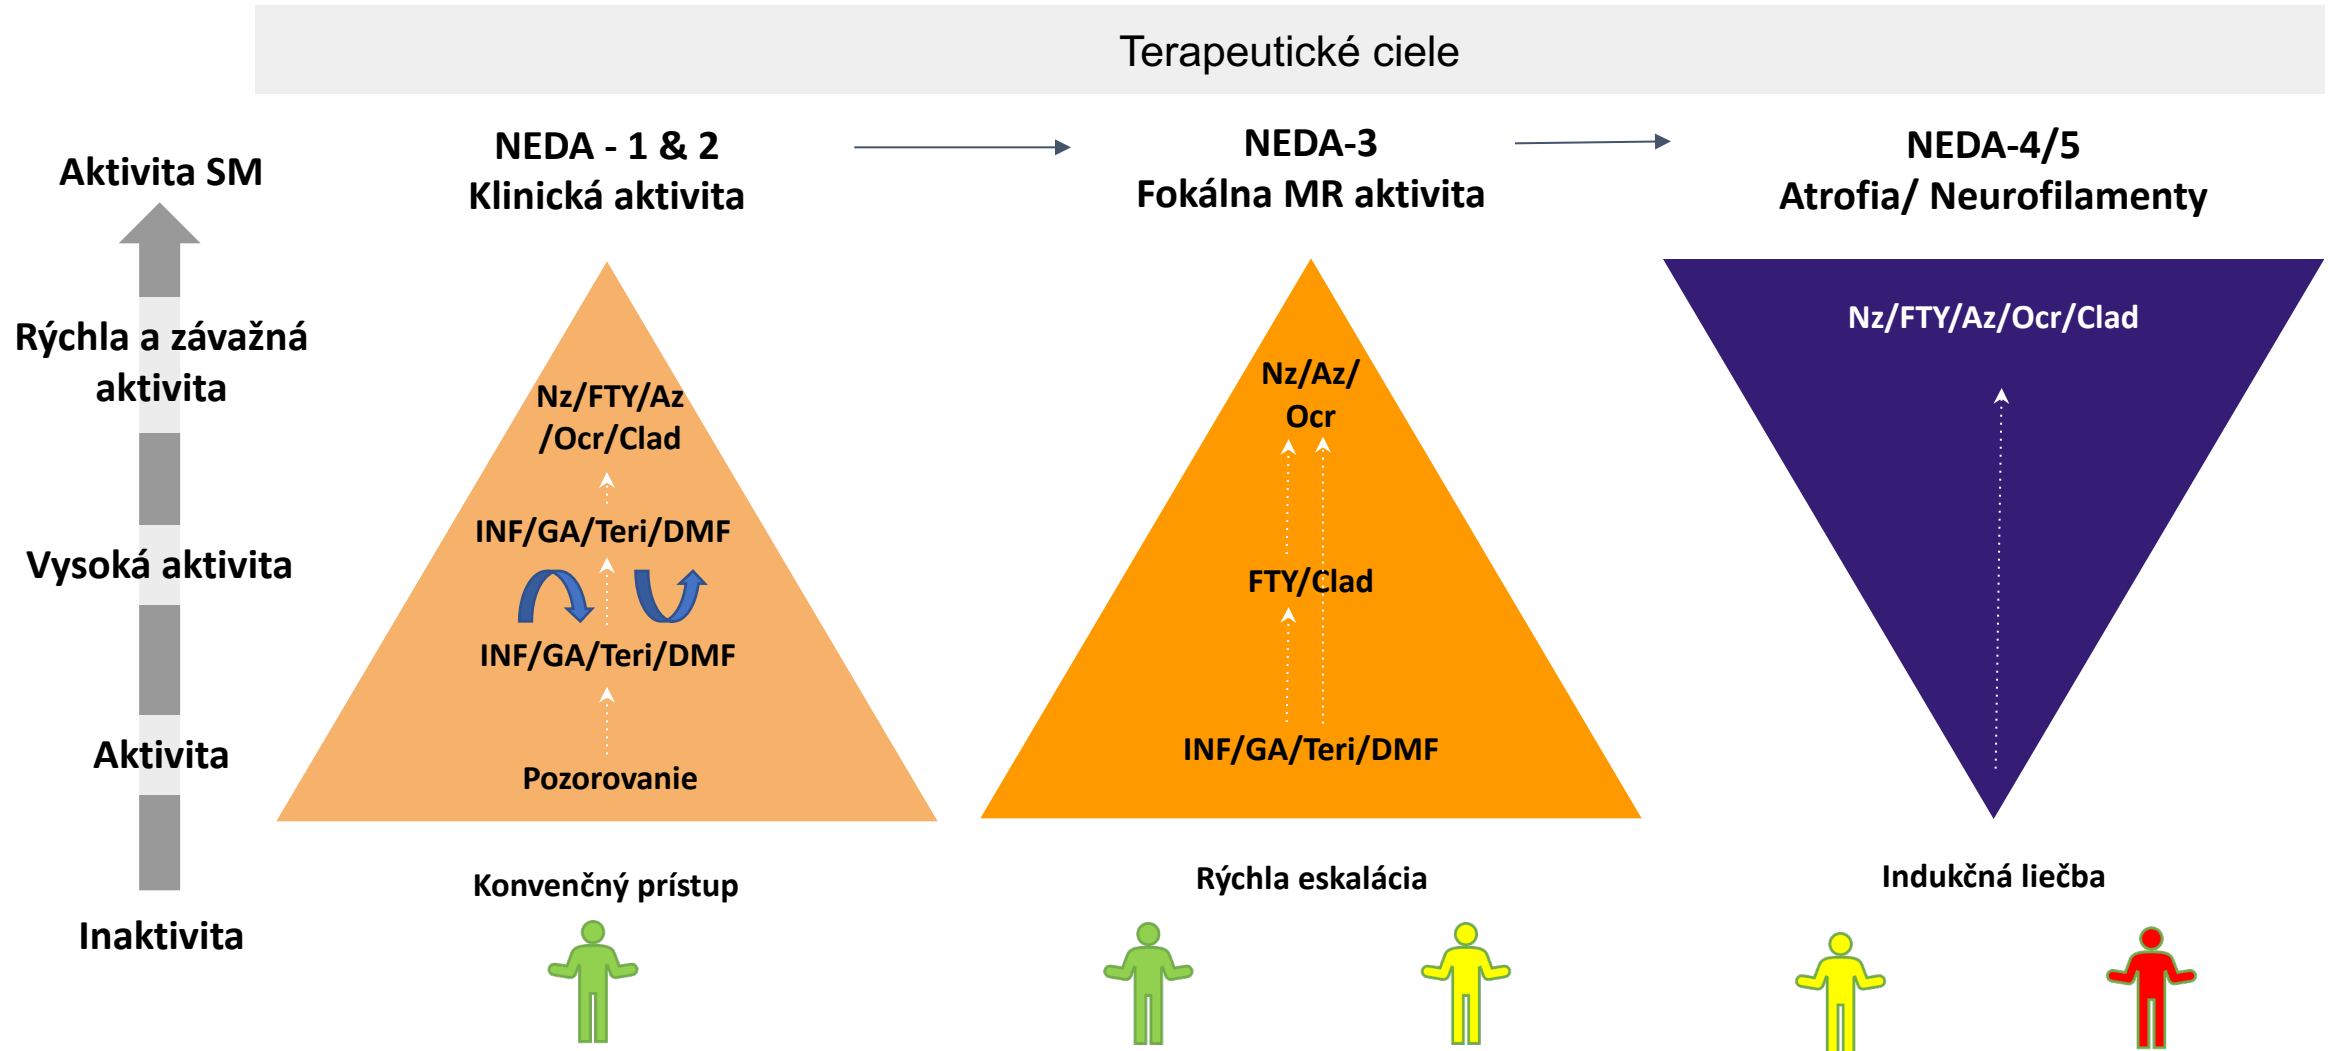 Terapeutické ciele
Aktivita SM
Rýchla a závažná
aktivita
Vysoká aktivita
Aktivita
Inaktivita
NEDA - 1 & 2
Klinická aktivita
Nz/FTY/Az
/Ocr/Clad
INF/GA/Teri/DMF
INF/GA/Teri/DMF
Pozorovanie
Konvenčný prístup
NEDA-3
Fokálna MR aktivita
Nz/Az/
Ocr
FTY/Clad
INF/GA/Teri/DMF
Rýchla eskalácia
NEDA-4/5
Atrofia/ Neurofilamenty
Nz/FTY/Az/Ocr/Clad
Indukčná liečba